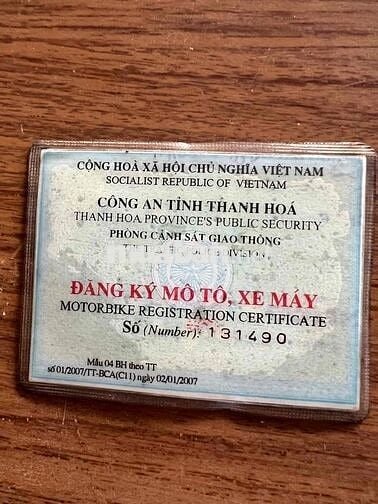 CỘNG HOÀ XÃ HỘI CHỦ NGHĨA VIỆT NAM
SOCIALIST REPUBLIC OF VIETNAM
CÔNG AN TỈNH THANH HOÁ
THANH HOA PROVINCE'S PUBLIC SECURITY
PHÒNG CẢNH SÁT GIAO THÔNG
DIVISION
ĐĂNG KÝ MÔ TÔ, XE MÁY
MOTORBIKE REGISTRATION CERTIFICATE
Số (Number): 131490
Mẫu 04 BH theo TT
số 01/2007/TT-BCA(C11) ngày 02/01/2007